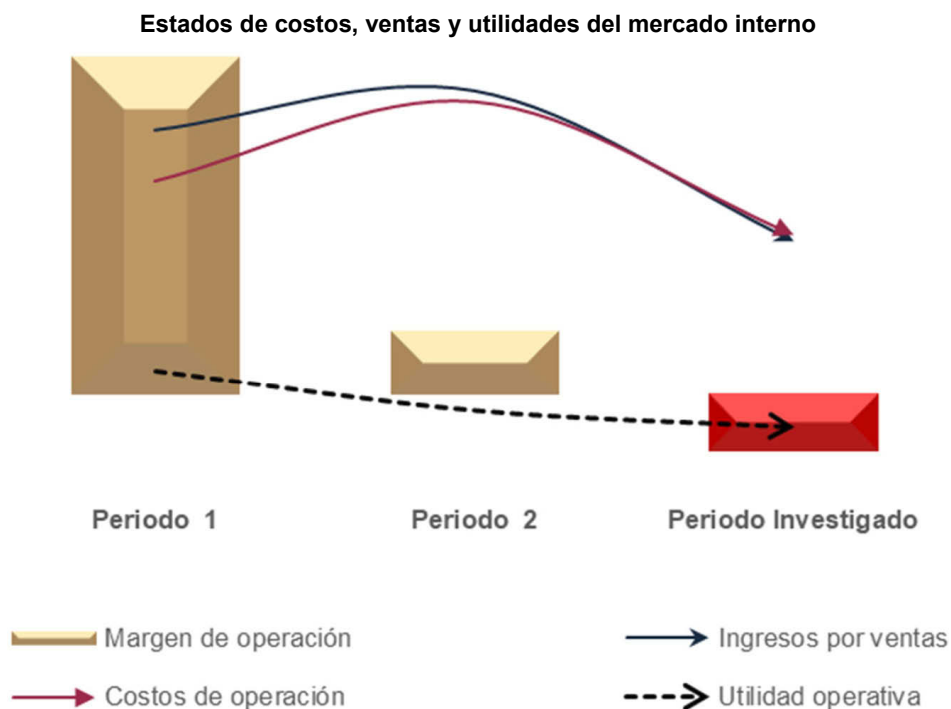 Estados de costos, ventas y utilidades del mercado interno
Periodo 1
Periodo 2
Periodo Investigado
Margen de operación
Ingresos por ventas
Costos de operación
Utilidad operativa